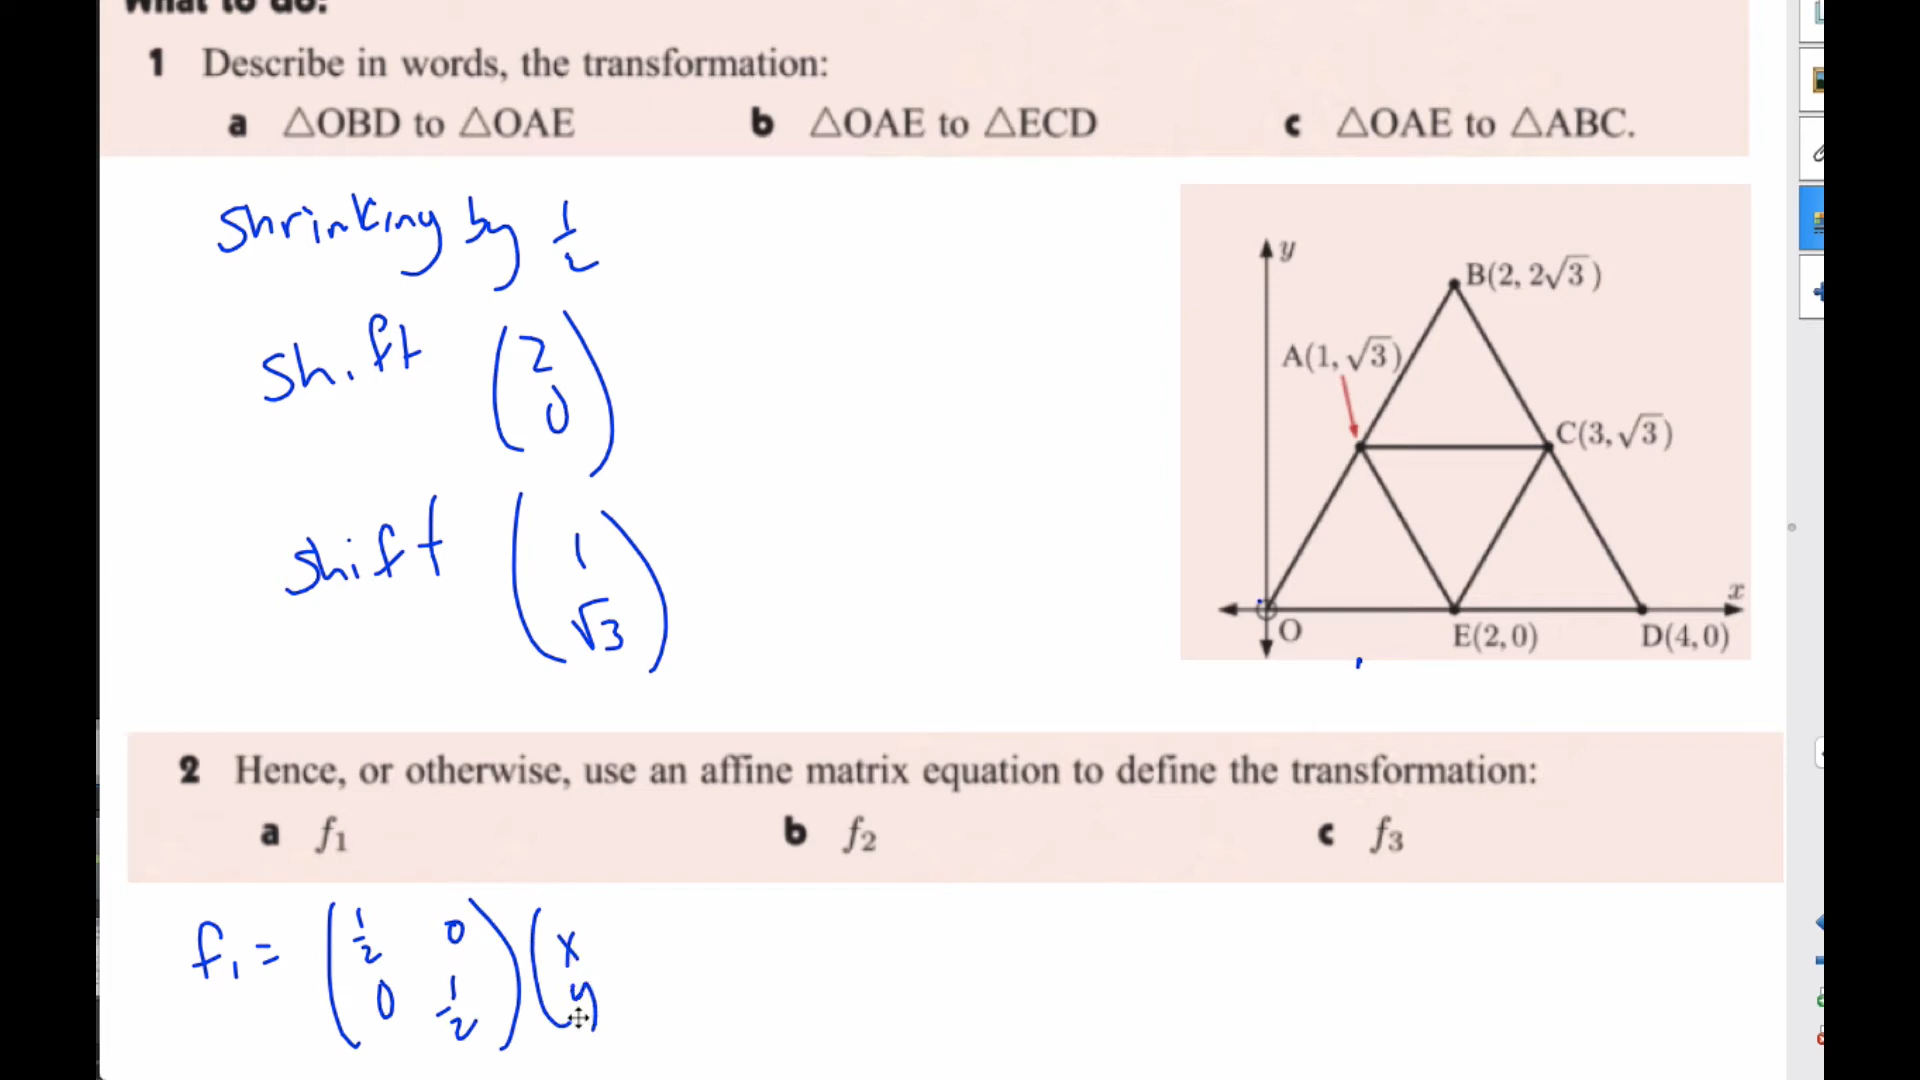 What to do:
1 Describe in words, the transformation:
a △OBD to △OAE b △OAE to △ECD c △OAE to △ABC.
Shrinking by 1/2
Shift (2 0)
Shift (1 √3)
y
B(2, 2√3)
A(1, √3)
C(3, √3)
x
O E(2, 0) D(4, 0)
2 Hence, or otherwise, use an affine matrix equation to define the transformation:
a f₁ b f₂ c f₃
f₁ = (1/2 0 0 1/2)(x y)